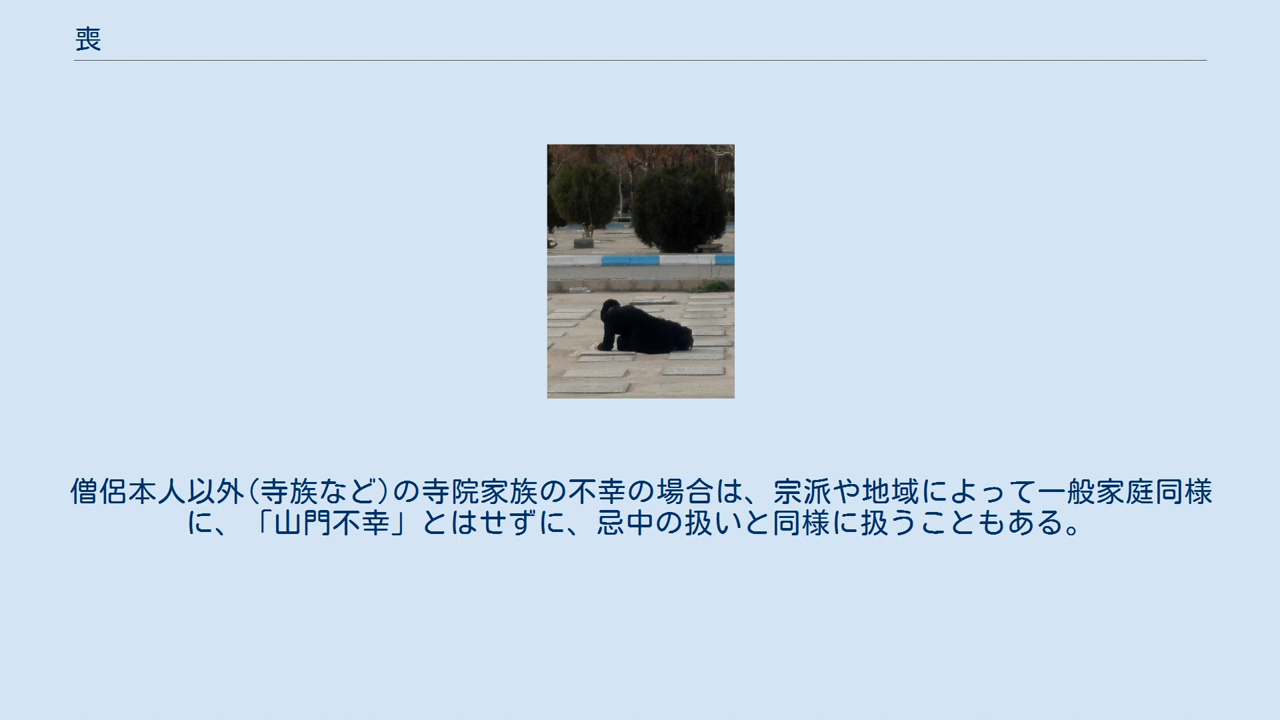 喪
僧侶本人以外(寺族など)の寺院家族の不幸の場合は、宗派や地域によって一般家庭同様
に、「山門不幸」とはせずに、忌中の扱いと同様に扱うこともある。